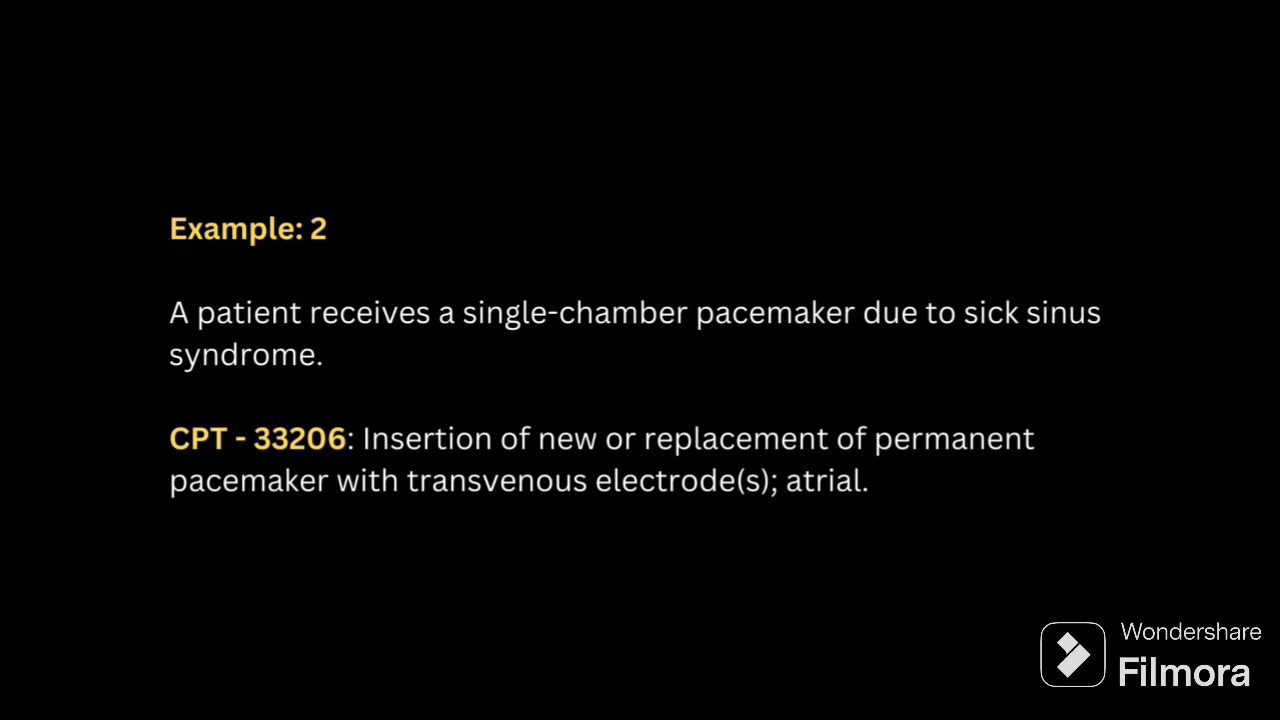 Example: 2
A patient receives a single-chamber pacemaker due to sick sinus
syndrome.
CPT - 33206: Insertion of new or replacement of permanent
pacemaker with transvenous electrode(s); atrial.
Wondershare
Filmora